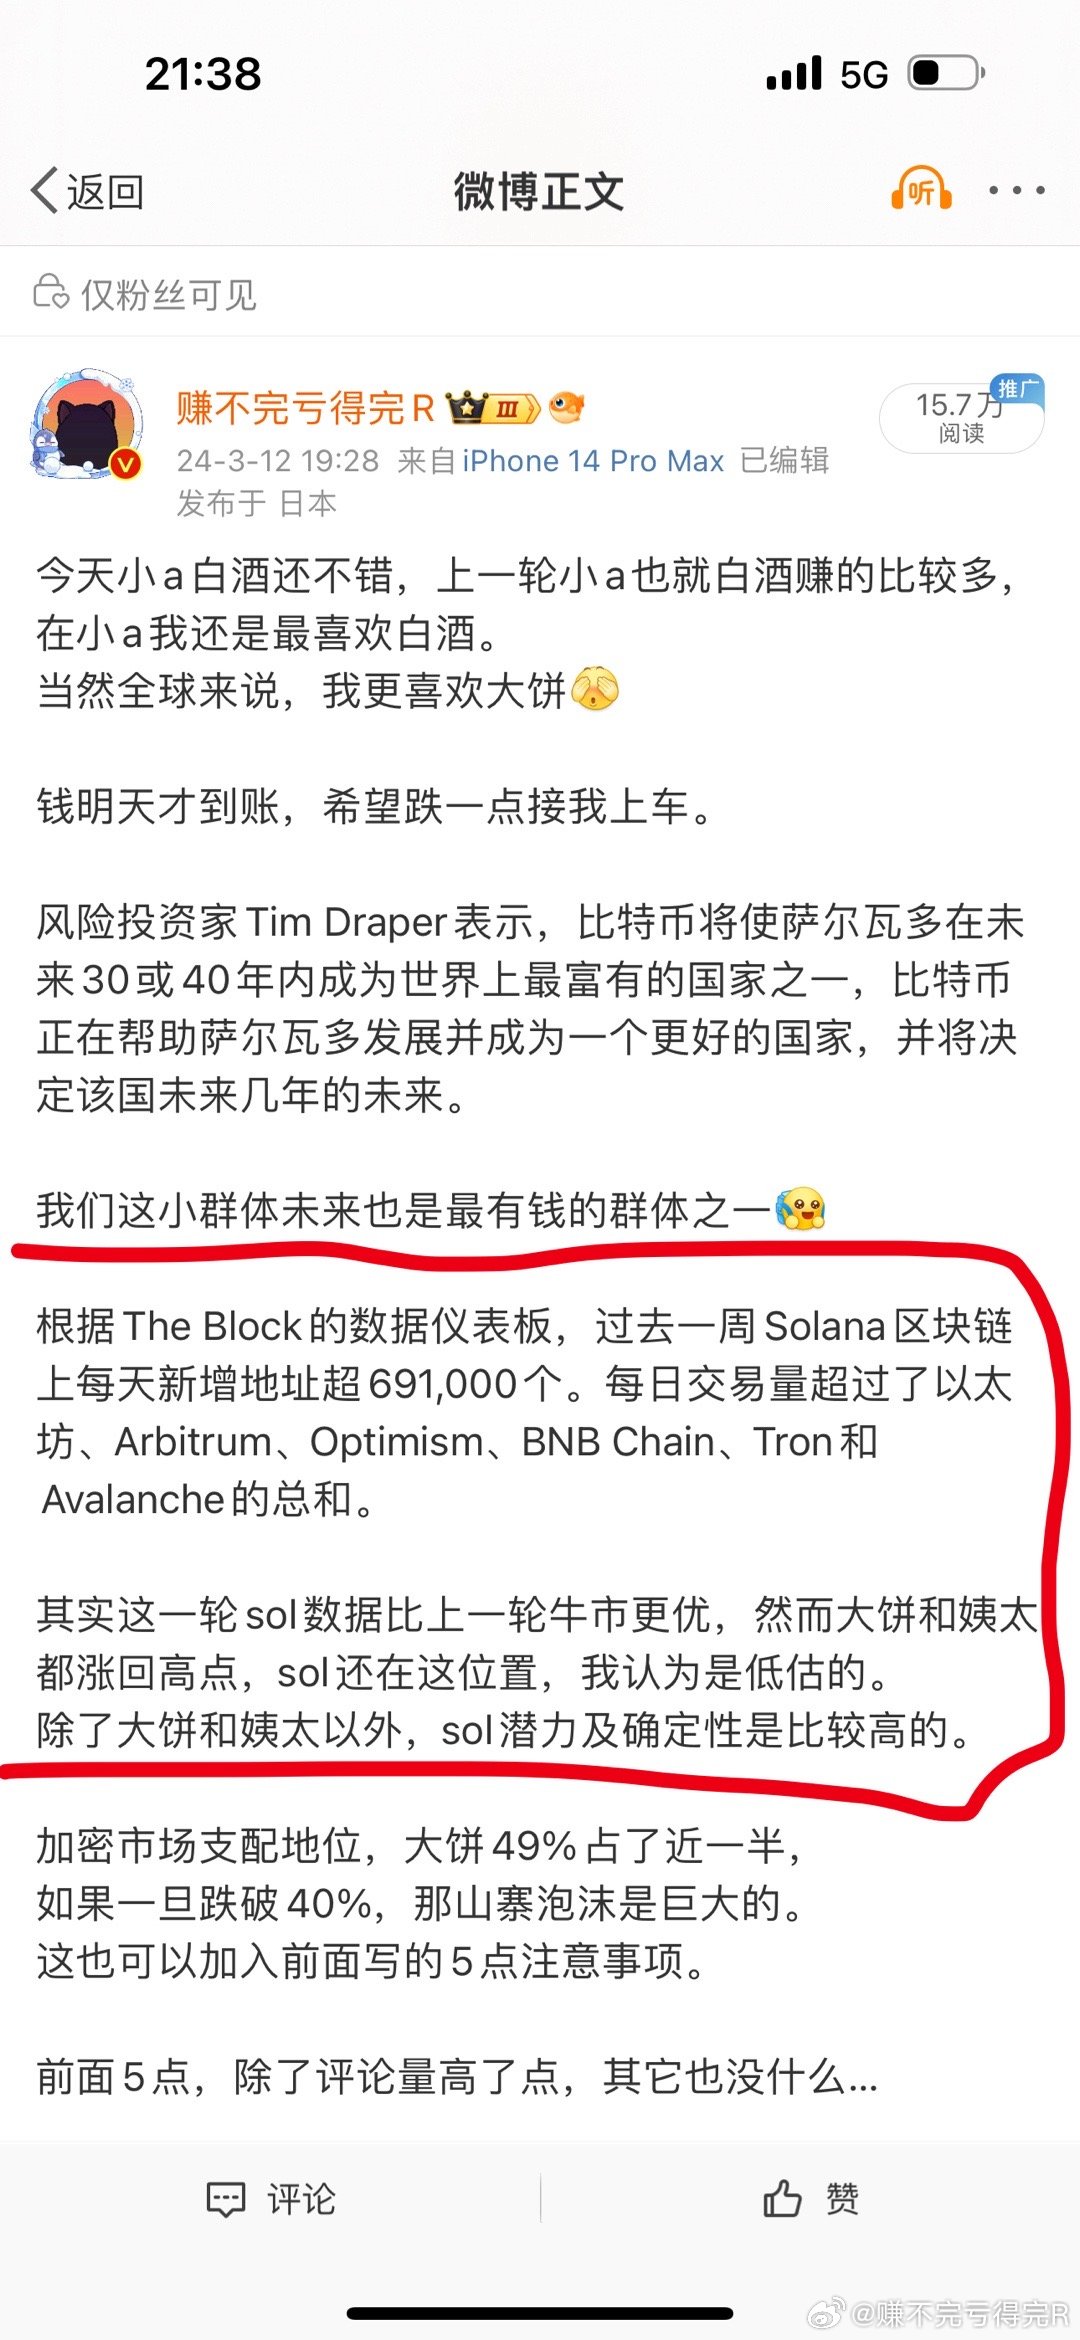 21:38
5G
返回
微博正文
听
仅粉丝可见
赚不完亏得完R
III
15.7万
推广
阅读
24-3-12 19:28 来自 iPhone 14 Pro Max 已编辑
发布于 日本
今天小a白酒还不错，上一轮小a也就白酒赚的比较多，
在小a我还是最喜欢白酒。
当然全球来说，我更喜欢大饼
钱明天才到账，希望跌一点接我上车。
风险投资家Tim Draper表示，比特币将使萨尔瓦多在未
来30或40年内成为世界上最富有的国家之一，比特币
正在帮助萨尔瓦多发展并成为一个更好的国家，并将决
定该国未来几年的未来。
我们这小群体未来也是最有钱的群体之一
根据The Block的数据仪表板，过去一周Solana区块链
上每天新增地址超691,000个。每日交易量超过了以太
坊、Arbitrum、Optimism、BNB Chain、Tron和
Avalanche的总和。
其实这一轮sol数据比上一轮牛市更优，然而大饼和姨太
都涨回高点，sol还在这位置，我认为是低估的。
除了大饼和姨太以外，sol潜力及确定性是比较高的。
加密市场支配地位，大饼49%占了近一半，
如果一旦跌破40%，那山寨泡沫是巨大的。
这也可以加入前面写的5点注意事项。
前面5点，除了评论量高了点，其它也没什么...
评论
赞
@赚不完亏得完R